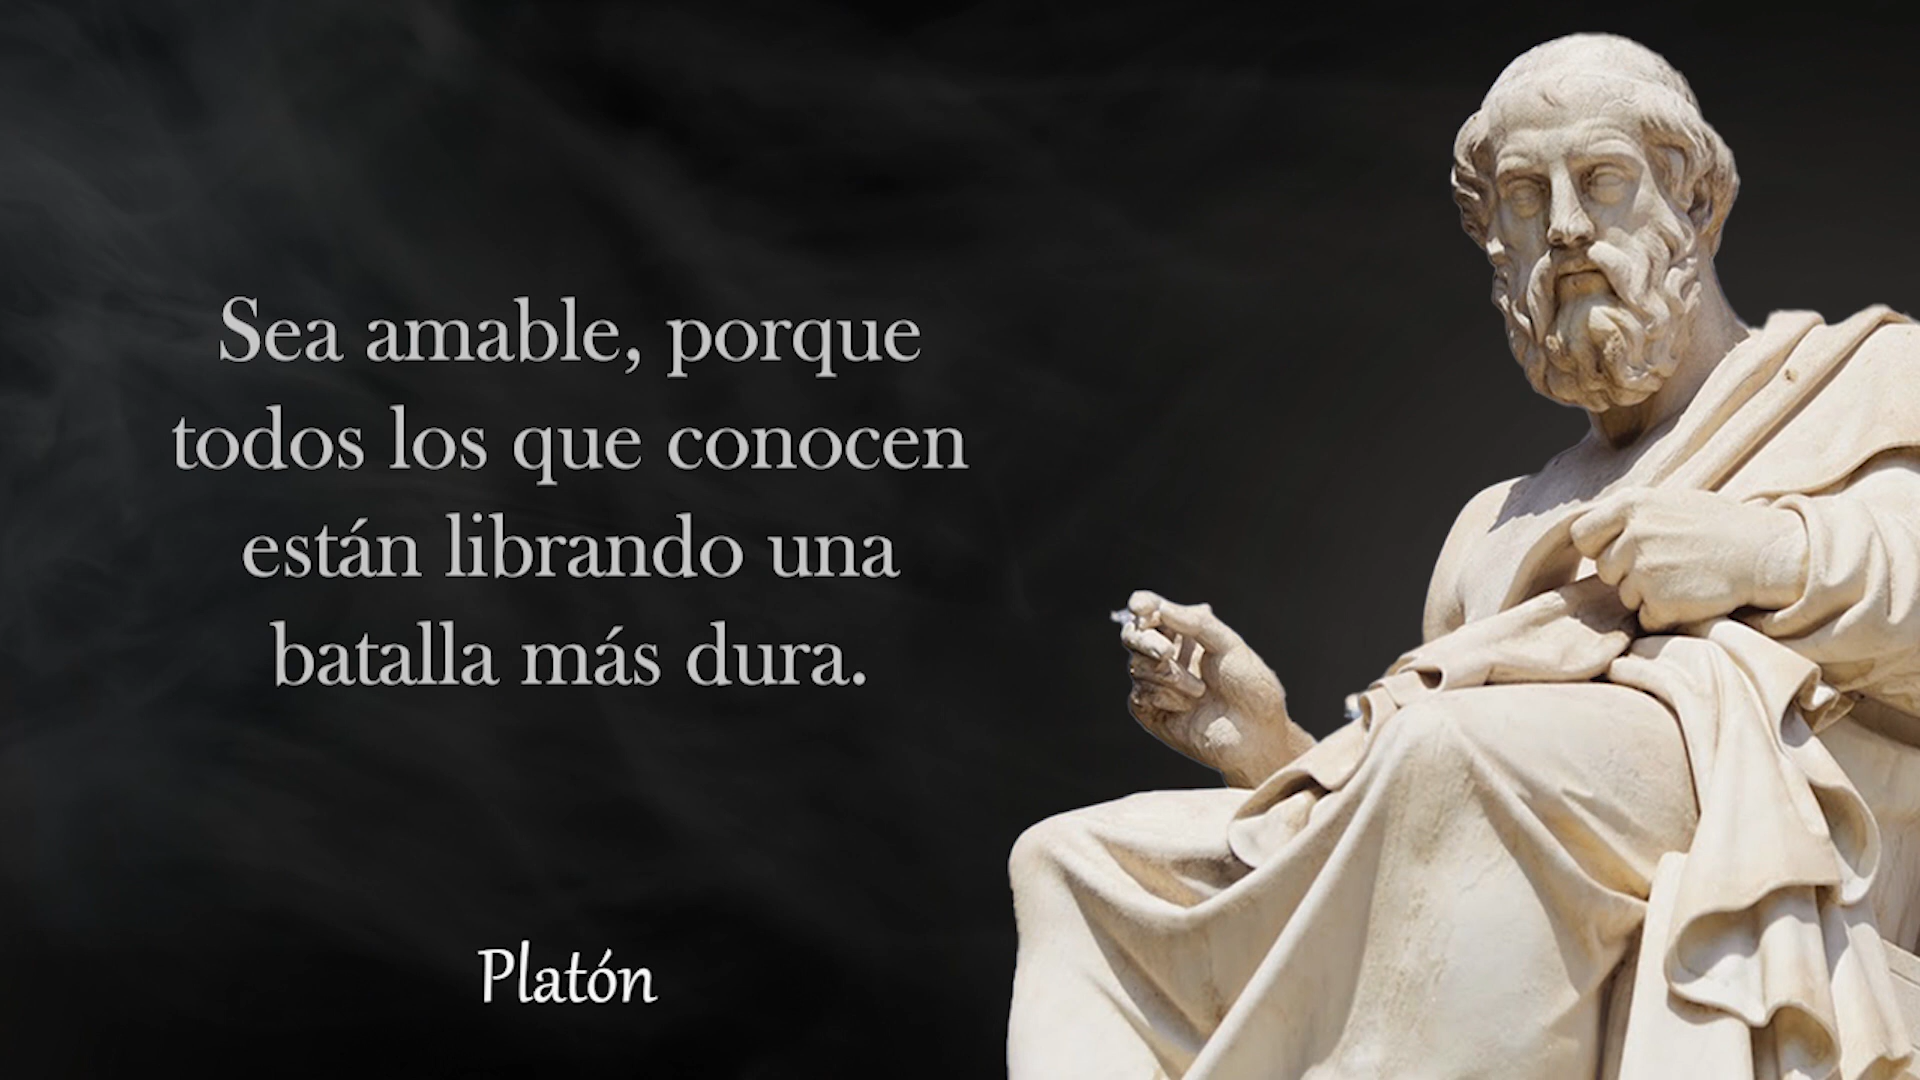 Sea amable, porque
todos los que conocen
están librando una
batalla más dura.
Platón